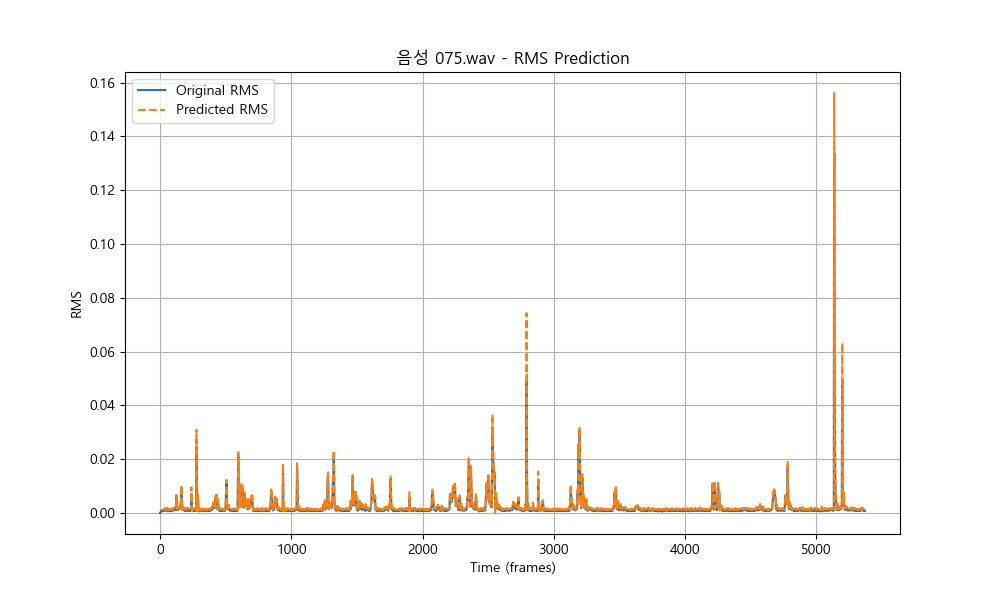 음성 075.wav - RMS Prediction
Original RMS
Predicted RMS
0.16
0.14
0.12
0.10
0.08
0.06
0.04
0.02
0.00
RMS
0 1000 2000 3000 4000 5000
Time (frames)